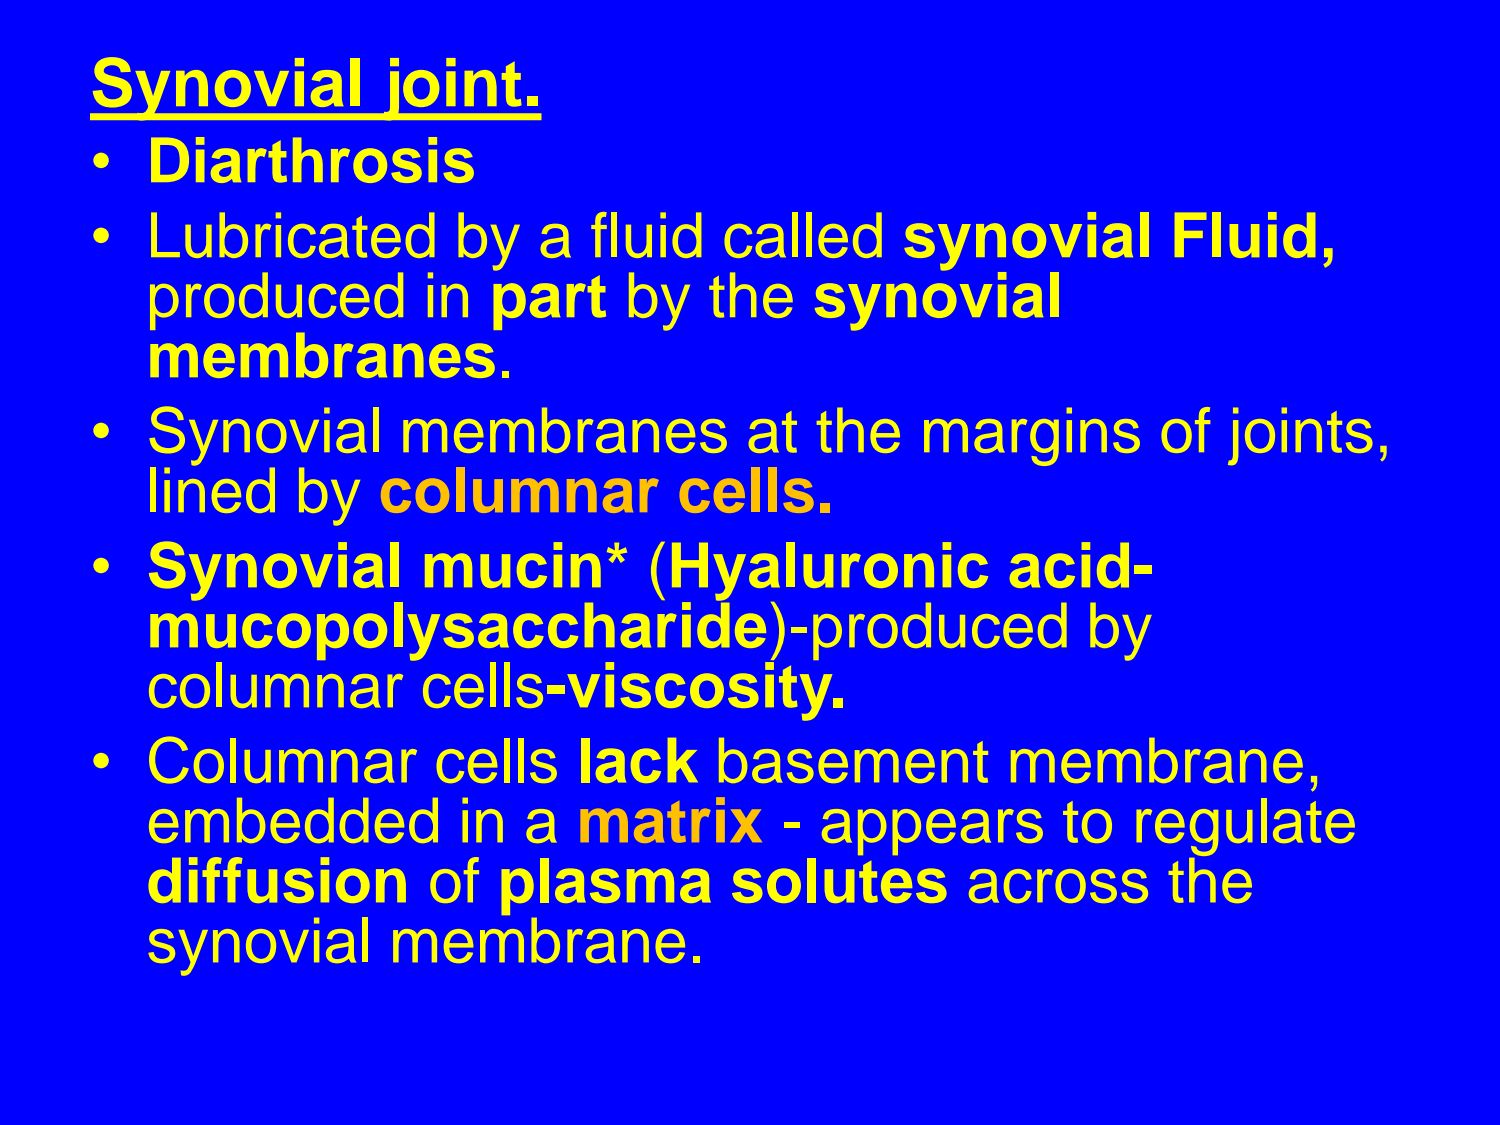 Synovial joint.
• Diarthrosis
• Lubricated by a fluid called synovial Fluid,
produced in part by the synovial
membranes.
• Synovial membranes at the margins of joints,
lined by columnar cells.
• Synovial mucin* (Hyaluronic acid-
mucopolysaccharide)-produced by
columnar cells-viscosity.
• Columnar cells lack basement membrane,
embedded in a matrix - appears to regulate
diffusion of plasma solutes across the
synovial membrane.